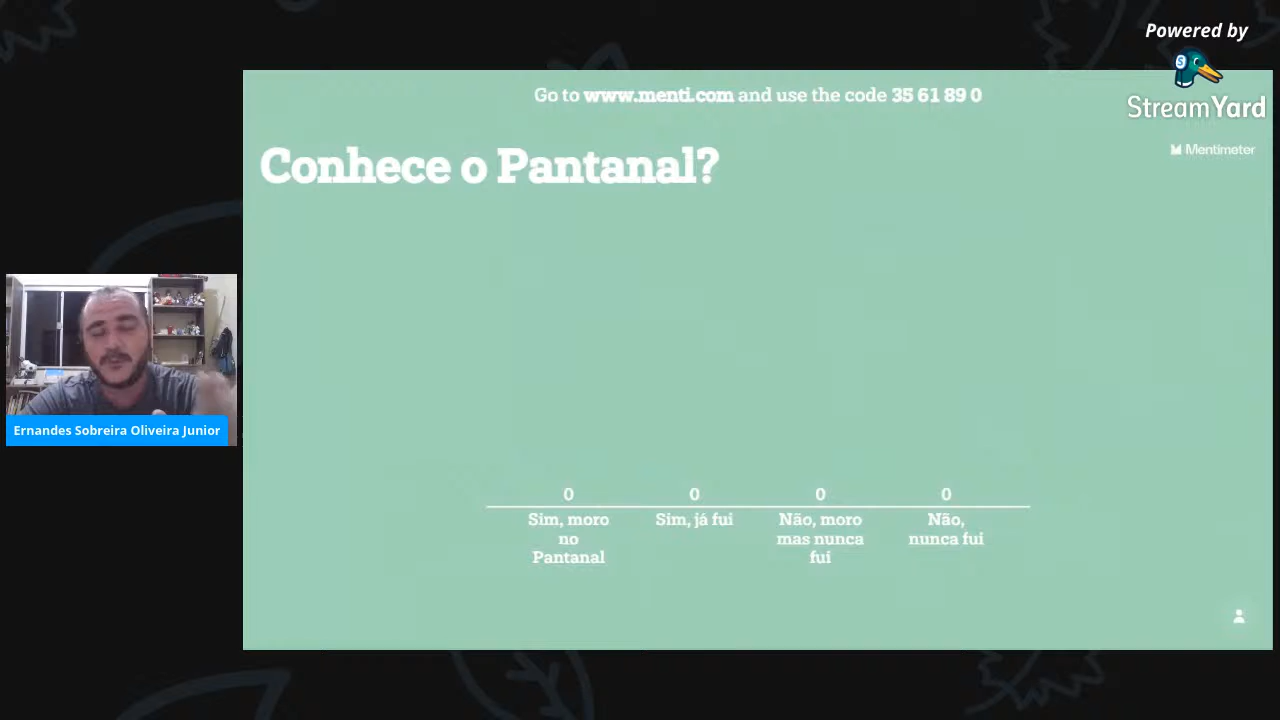 Powered by
StreamYard
Go to www.menti.com and use the code 35 61 89 0
Mentimeter
Conhece o Pantanal?
0
0
0
0
Sim, moro
no
Pantanal
Sim, já fui
Não, moro
mas nunca
fui
Não,
nunca fui
Ernandes Sobreira Oliveira Junior